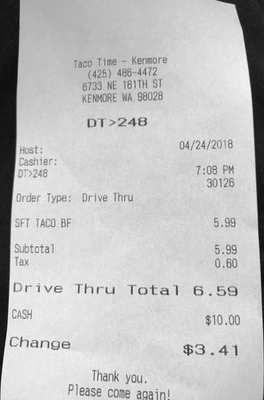 Taco Time - Kenmore
(425) 486-4472
6733 NE 181TH ST
KENMORE WA 98028
DT>248
Host: 04/24/2018
Cashier:
DT>248 7:08 PM
30126
Order Type: Drive Thru
SFT TACO BF 5.99
Subtotal 5.99
Tax 0.60
Drive Thru Total 6.59
CASH $10.00
Change $3.41
Thank you.
Please come again!